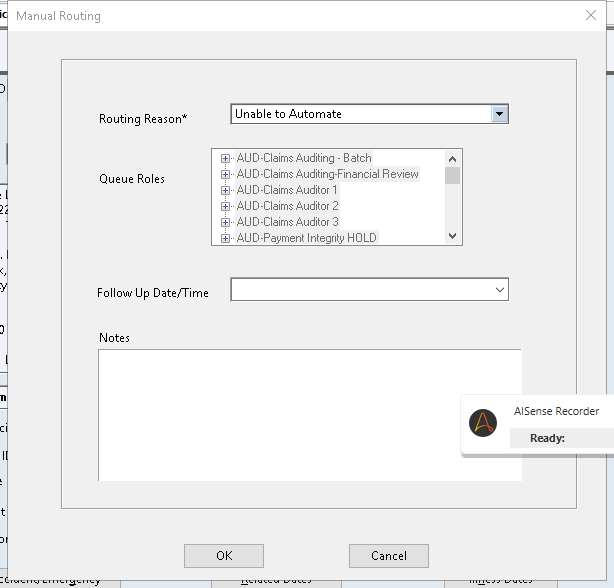 Manual Routing
Routing Reason*
Unable to Automate
Queue Roles
AUD-Claims Auditing - Batch
AUD-Claims Auditing-Financial Review
AUD-Claims Auditor 1
AUD-Claims Auditor 2
AUD-Claims Auditor 3
AUD-Payment Integrity HOLD
Follow Up Date/Time
Notes
AISense Recorder
Ready:
OK
Cancel
Related Dates